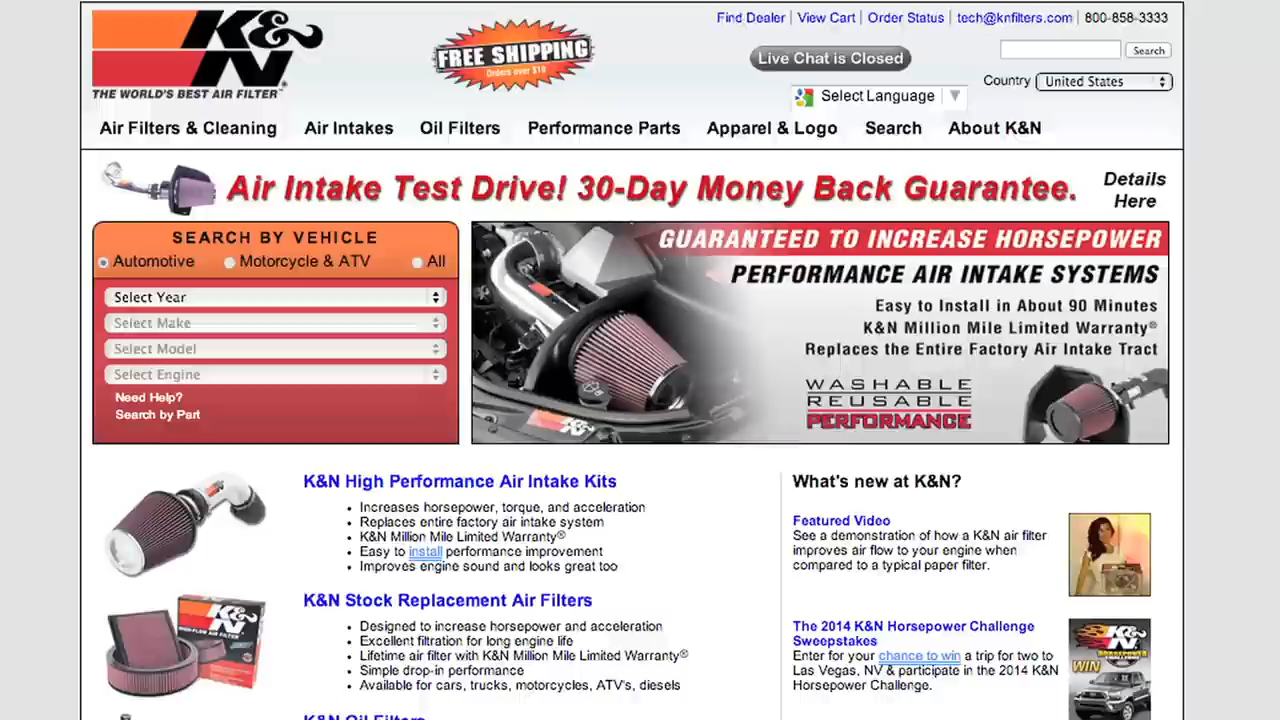 K&N
THE WORLD'S BEST AIR FILTER
FREE SHIPPING
Orders over $10
Find Dealer | View Cart | Order Status | tech@knfilters.com | 800-858-3333
Live Chat is Closed
Search
Select Language
Country
United States
Air Filters & Cleaning
Air Intakes
Oil Filters
Performance Parts
Apparel & Logo
Search
About K&N
Air Intake Test Drive! 30-Day Money Back Guarantee.
Details
Here
SEARCH BY VEHICLE
Automotive
Motorcycle & ATV
All
Select Year
Select Make
Select Model
Select Engine
Need Help?
Search by Part
GUARANTEED TO INCREASE HORSEPOWER
PERFORMANCE AIR INTAKE SYSTEMS
Easy to Install in About 90 Minutes
K&N Million Mile Limited Warranty®
Replaces the Entire Factory Air Intake Tract
WASHABLE
REUSABLE
PERFORMANCE
K&N
K&N High Performance Air Intake Kits
• Increases horsepower, torque, and acceleration
• Replaces entire factory air intake system
• K&N Million Mile Limited Warranty®
• Easy to install performance improvement
• Improves engine sound and looks great too
K&N
K&N Stock Replacement Air Filters
• Designed to increase horsepower and acceleration
• Excellent filtration for long engine life
• Lifetime air filter with K&N Million Mile Limited Warranty®
• Simple drop-in performance
• Available for cars, trucks, motorcycles, ATV's, diesels
K&N Oil Filters
What's new at K&N?
Featured Video
See a demonstration of how a K&N air filter
improves air flow to your engine when
compared to a typical paper filter.
The 2014 K&N Horsepower Challenge
Sweepstakes
Enter for your chance to win a trip for two to
Las Vegas, NV & participate in the 2014 K&N
Horsepower Challenge.
K&N
WIN